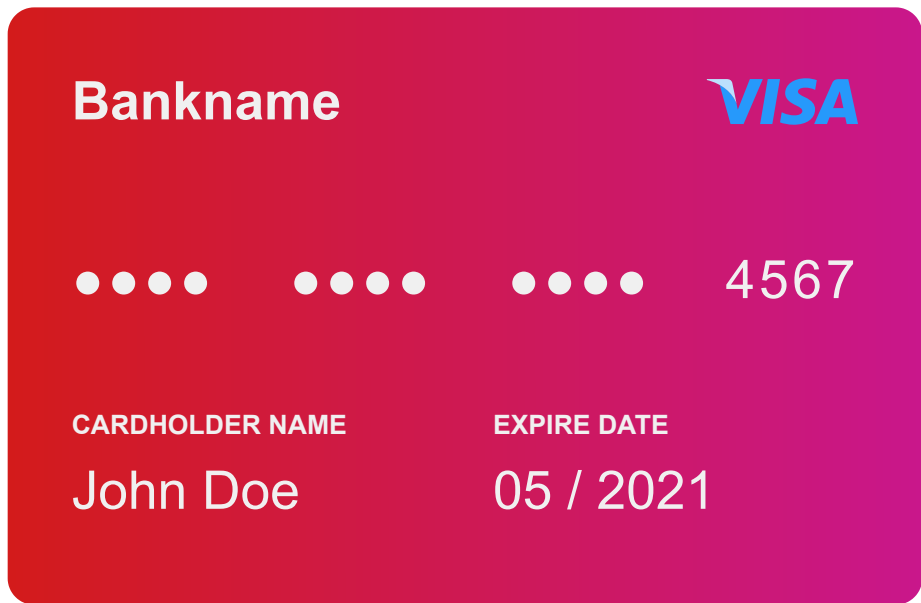 Bankname VISA
●●●● ●●●● ●●●● 4567
CARDHOLDER NAME EXPIRE DATE
John Doe 05 / 2021